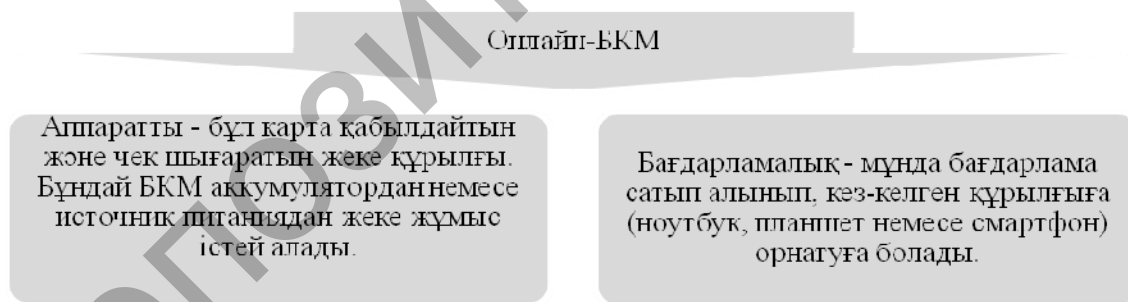 Онлайн-БКМ
Аппаратты - бұл карта қабылдайтын
және чек шығаратын жеке құрылғы.
Бұндай БКМ аккумулятордан немесе
источник питаниядан жеке жұмыс
істей алады.
Бағдарламалық - мұнда бағдарлама
сатып алынып, кез-келген құрылғыға
(ноутбук, планшет немесе смартфон)
орнатуға болады.